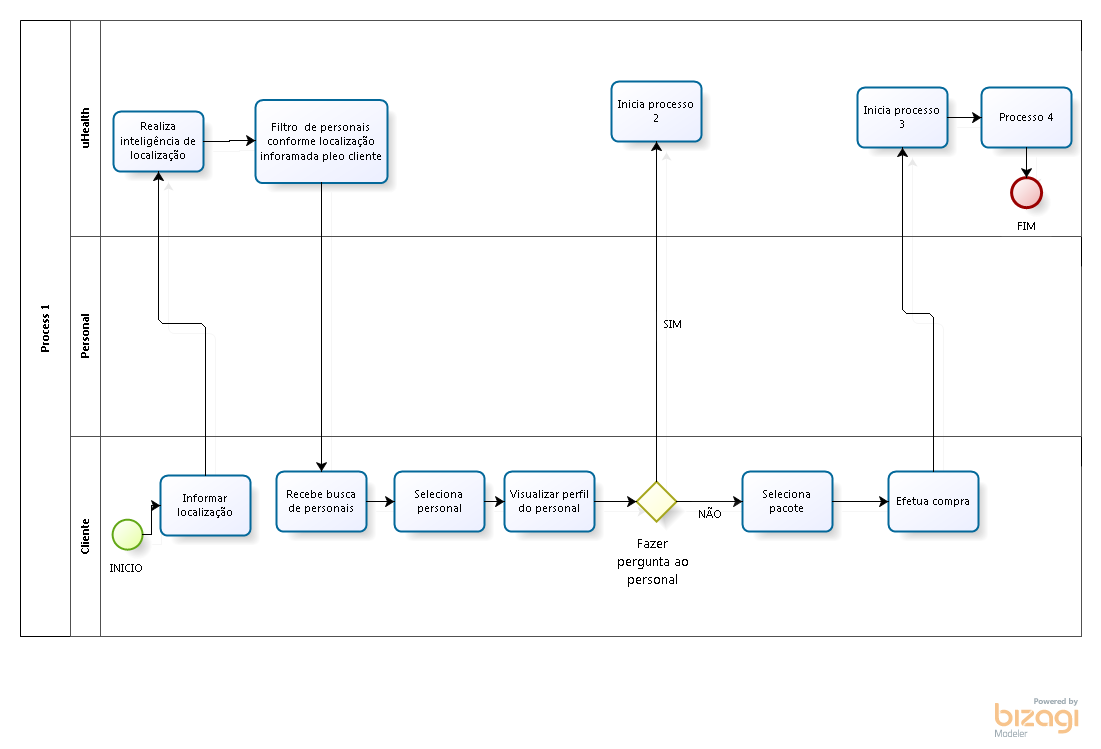 Process 1
uHealth
Realiza
inteligência de
localização
Filtro de personais
conforme localização
inforamada pleo cliente
Inicia processo
2
Inicia processo
3
Processo 4
FIM
Personal
SIM
Cliente
INICIO
Informar
localização
Recebe busca
de personais
Seleciona
personal
Visualizar perfil
do personal
Fazer
pergunta ao
personal
NÃO
Seleciona
pacote
Efetua compra
Powered by
bizagi
Modeler